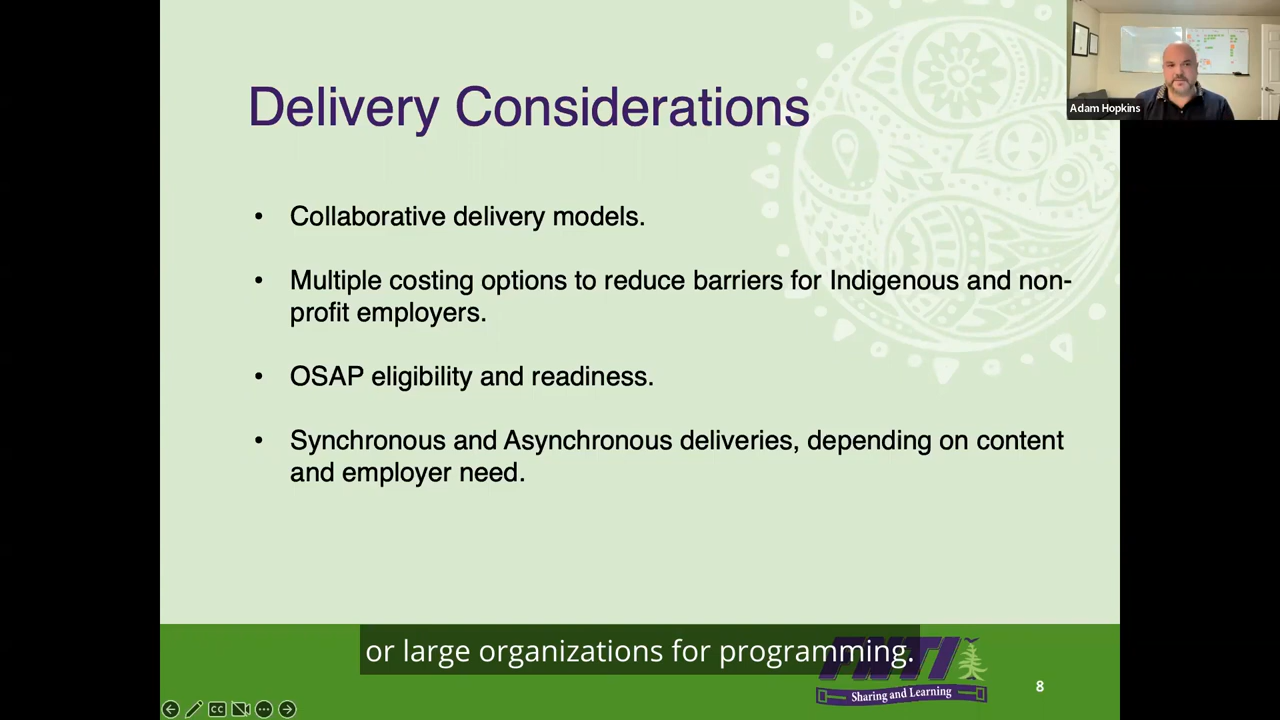 Delivery Considerations
Adam Hopkins
• Collaborative delivery models.
• Multiple costing options to reduce barriers for Indigenous and non-
profit employers.
• OSAP eligibility and readiness.
• Synchronous and Asynchronous deliveries, depending on content
and employer need.
or large organizations for programming.
FNTI
Sharing and Learning
8
CC